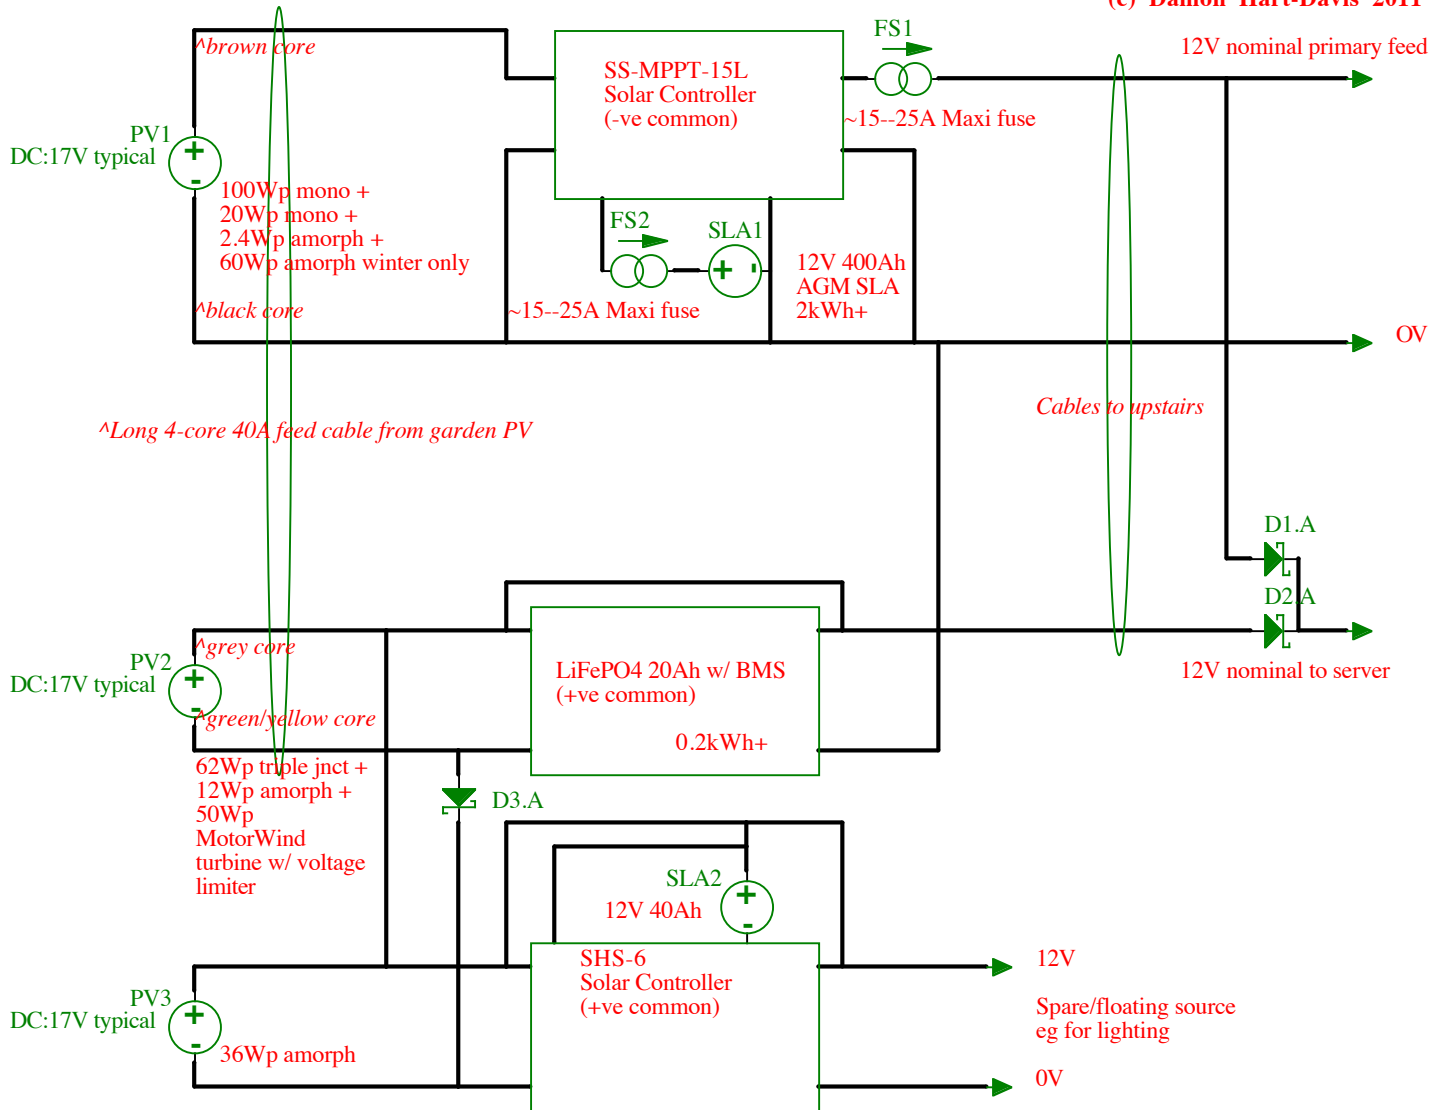 (c) Damon Hart-Davis 2011
^brown core
FS1
12V nominal primary feed
SS-MPPT-15L
Solar Controller
(-ve common)
~15--25A Maxi fuse
PV1
DC:17V typical
+
-
100Wp mono +
20Wp mono +
2.4Wp amorph +
60Wp amorph winter only
FS2
SLA1
+
-
12V 400Ah
AGM SLA
2kWh+
^black core
~15--25A Maxi fuse
OV
Cables to upstairs
^Long 4-core 40A feed cable from garden PV
D1.A
D2.A
^grey core
PV2
DC:17V typical
+
-
LiFePO4 20Ah w/ BMS
(+ve common)
12V nominal to server
^green/yellow core
0.2kWh+
62Wp triple jnct +
12Wp amorph +
50Wp
MotorWind
turbine w/ voltage
limiter
D3.A
SLA2
12V 40Ah
+
-
SHS-6
Solar Controller
(+ve common)
12V
PV3
DC:17V typical
+
-
Spare/floating source
eg for lighting
36Wp amorph
0V